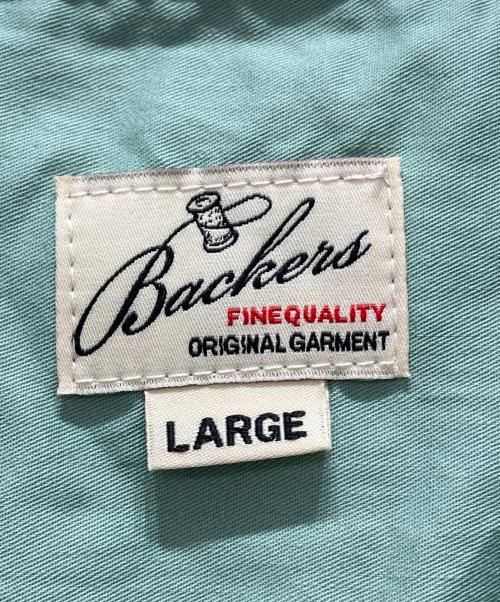 Backers
FINEQUALITY
ORIGINAL GARMENT
LARGE